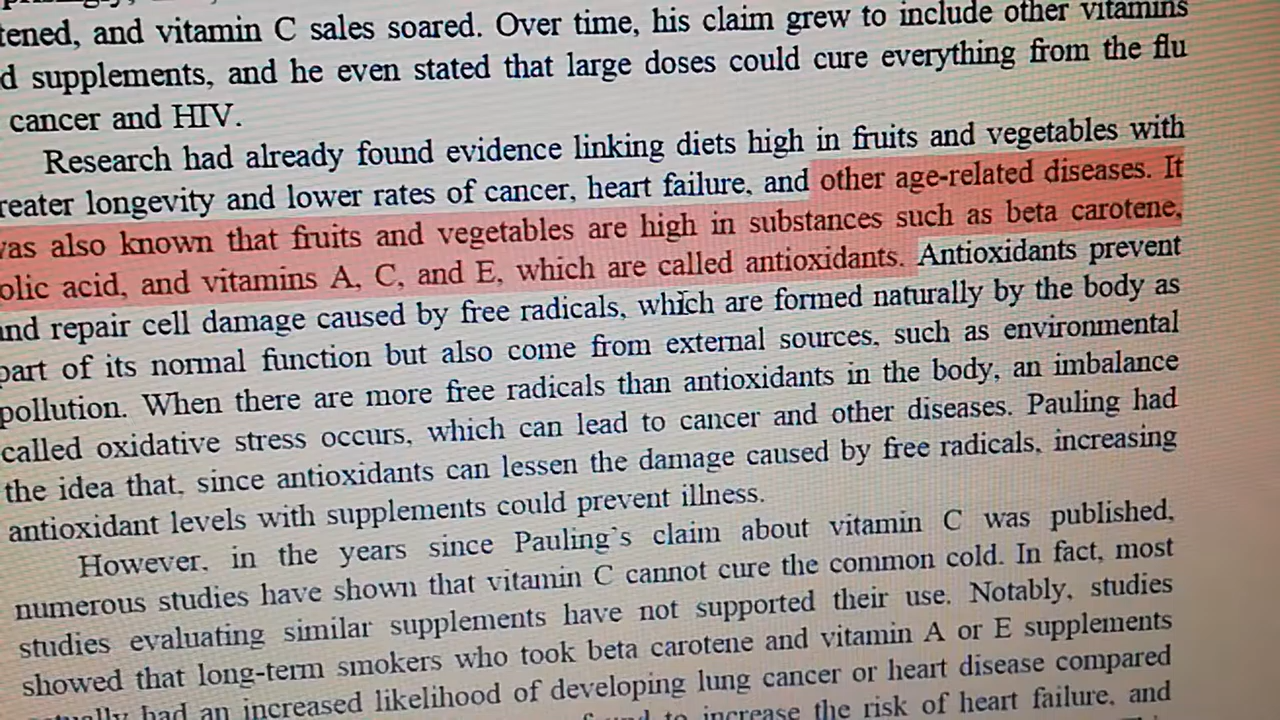 tened, and vitamin C sales soared. Over time, his claim grew to include other vitamins
d supplements, and he even stated that large doses could cure everything from the flu
cancer and HIV.
Research had already found evidence linking diets high in fruits and vegetables with
reater longevity and lower rates of cancer, heart failure, and other age-related diseases. It
vas also known that fruits and vegetables are high in substances such as beta carotene,
olic acid, and vitamins A, C, and E, which are called antioxidants. Antioxidants prevent
and repair cell damage caused by free radicals, which are formed naturally by the body as
part of its normal function but also come from external sources, such as environmental
pollution. When there are more free radicals than antioxidants in the body, an imbalance
called oxidative stress occurs, which can lead to cancer and other diseases. Pauling had
the idea that, since antioxidants can lessen the damage caused by free radicals, increasing
antioxidant levels with supplements could prevent illness.
However, in the years since Pauling's claim about vitamin C was published,
numerous studies have shown that vitamin C cannot cure the common cold. In fact, most
studies evaluating similar supplements have not supported their use. Notably, studies
showed that long-term smokers who took beta carotene and vitamin A or E supplements
had an increased likelihood of developing lung cancer or heart disease compared
to increase the risk of heart failure, and